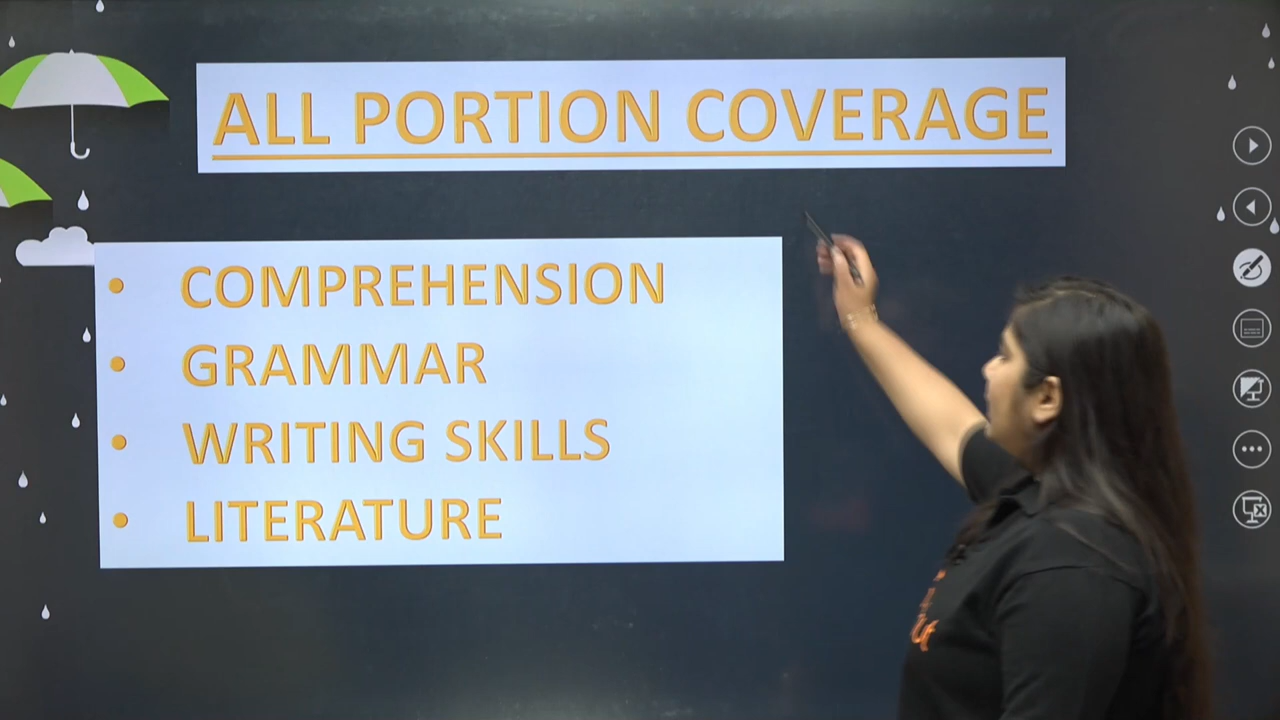 ALL PORTION COVERAGE
• COMPREHENSION
• GRAMMAR
• WRITING SKILLS
• LITERATURE